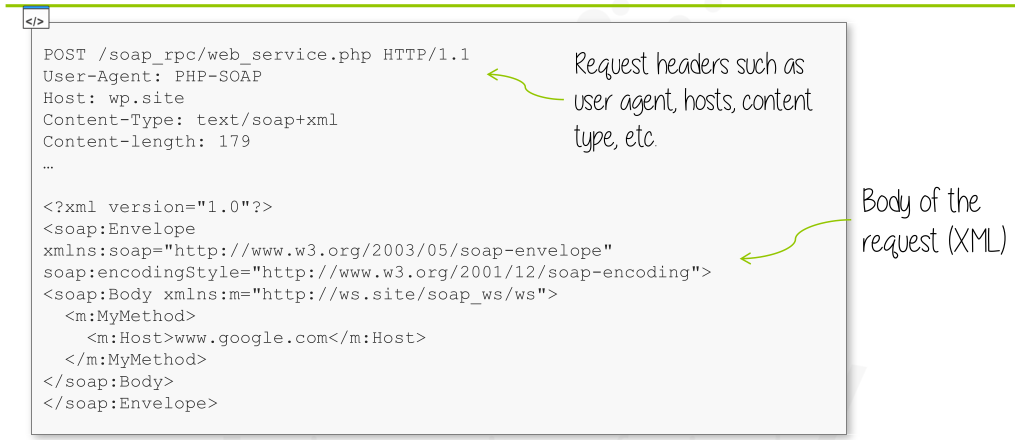 </>
POST /soap_rpc/web_service.php HTTP/1.1
User-Agent: PHP-SOAP
Host: wp.site
Content-Type: text/soap+xml
Content-length: 179
…
Request headers such as
user agent, hosts, content
type, etc.
<?xml version="1.0"?>
<soap:Envelope
xmlns:soap="http://www.w3.org/2003/05/soap-envelope"
soap:encodingStyle="http://www.w3.org/2001/12/soap-encoding">
<soap:Body xmlns:m="http://ws.site/soap_ws/ws">
  <m:MyMethod>
    <m:Host>www.google.com</m:Host>
  </m:MyMethod>
</soap:Body>
</soap:Envelope>
Body of the
request (XML)